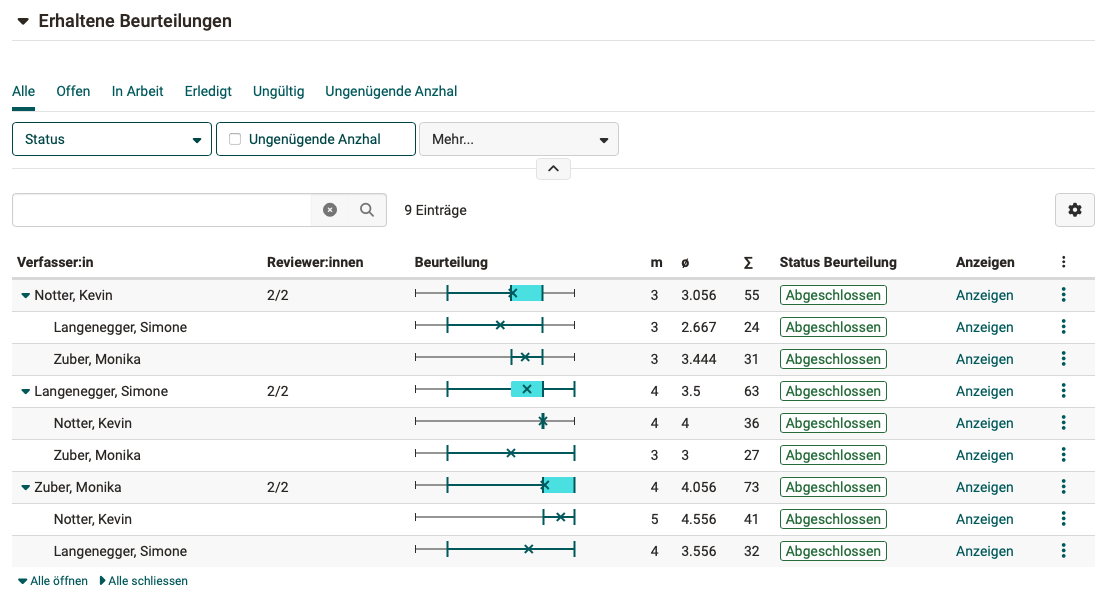 Erhaltene Beurteilungen
Alle Offen In Arbeit Erledigt Ungültig Ungenügende Anzhal
Status Ungenügende Anzhal Mehr...
9 Einträge
Verfasser:in Reviewer:innen Beurteilung m ø ∑ Status Beurteilung Anzeigen
Notter, Kevin 2/2 3 3.056 55 Abgeschlossen Anzeigen
Langenegger, Simone 3 2.667 24 Abgeschlossen Anzeigen
Zuber, Monika 3 3.444 31 Abgeschlossen Anzeigen
Langenegger, Simone 2/2 4 3.5 63 Abgeschlossen Anzeigen
Notter, Kevin 4 4 36 Abgeschlossen Anzeigen
Zuber, Monika 3 3 27 Abgeschlossen Anzeigen
Zuber, Monika 2/2 4 4.056 73 Abgeschlossen Anzeigen
Notter, Kevin 5 4.556 41 Abgeschlossen Anzeigen
Langenegger, Simone 4 3.556 32 Abgeschlossen Anzeigen
Alle öffnen Alle schliessen